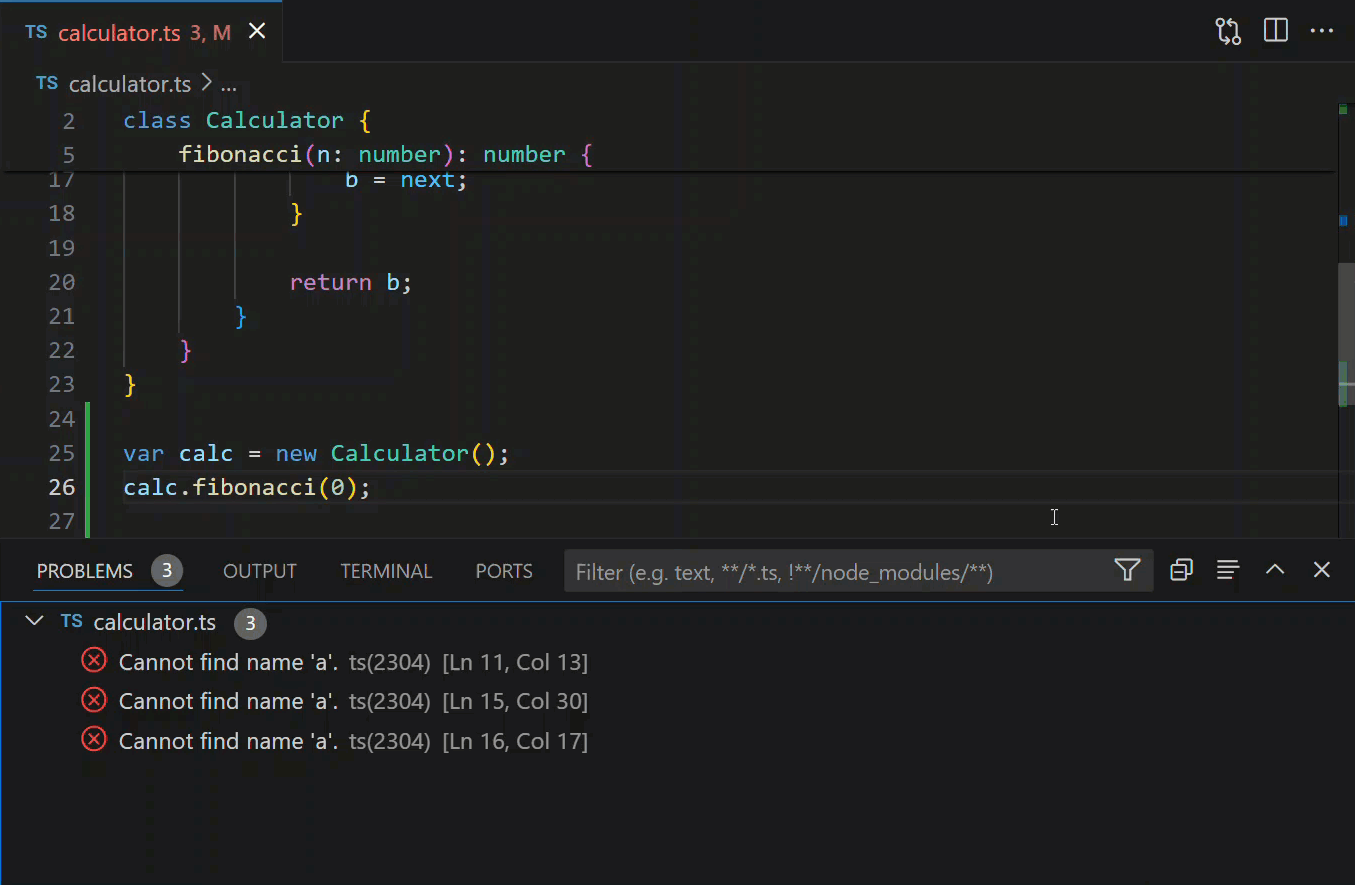 TS calculator.ts 3, M
TS calculator.ts > ...
2 class Calculator {
5 fibonacci(n: number): number {
17 b = next;
18 }
19
20 return b;
21 }
22 }
23 }
24
25 var calc = new Calculator();
26 calc.fibonacci(0);
27
PROBLEMS 3 OUTPUT TERMINAL PORTS Filter (e.g. text, **/*.ts, !**/node_modules/**)
TS calculator.ts 3
Cannot find name 'a'. ts(2304) [Ln 11, Col 13]
Cannot find name 'a'. ts(2304) [Ln 15, Col 30]
Cannot find name 'a'. ts(2304) [Ln 16, Col 17]